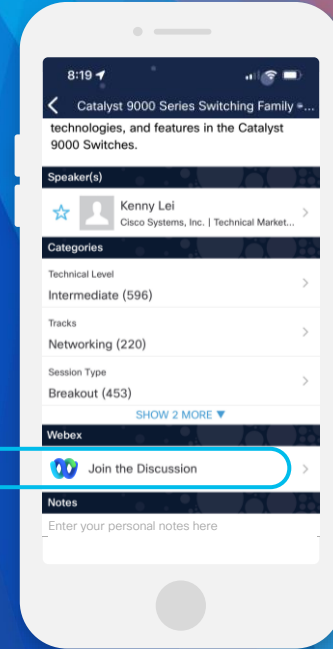 8:19
Catalyst 9000 Series Switching Family -...
technologies, and features in the Catalyst
9000 Switches.
Speaker(s)
Kenny Lei
Cisco Systems, Inc. | Technical Market...
Categories
Technical Level
Intermediate (596)
Tracks
Networking (220)
Session Type
Breakout (453)
SHOW 2 MORE ▼
Webex
Join the Discussion
Notes
Enter your personal notes here